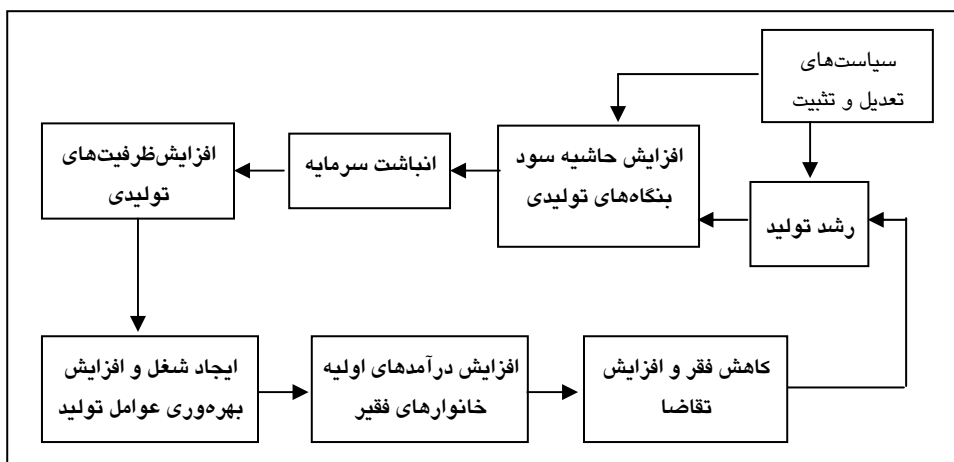 سیاست‌های
تعدیل و تثبیت
افزایش حاشیه سود
بنگاه‌های تولیدی
انباشت سرمایه
افزایش‌ظرفیت‌های
تولیدی
رشد تولید
ایجاد شغل و افزایش
بهره‌وری عوامل تولید
افزایش درآمدهای اولیه
خانوارهای فقیر
کاهش فقر و افزایش
تقاضا